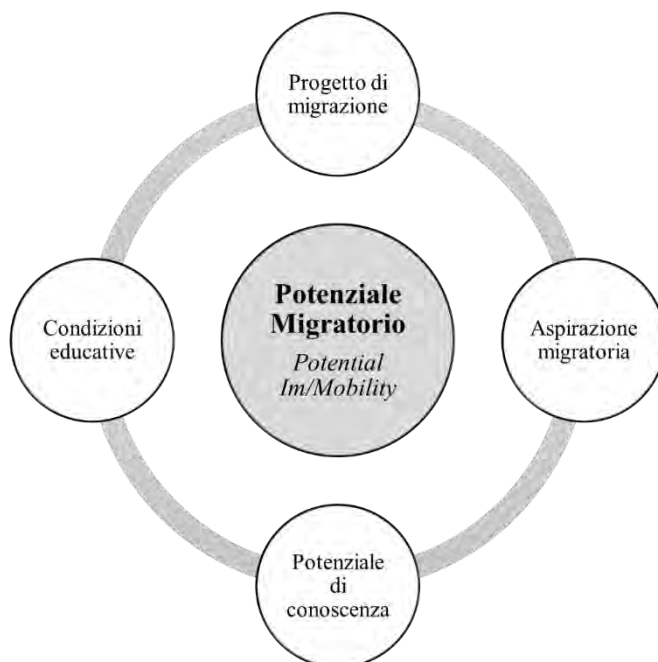 Progetto di
migrazione
Condizioni
educative
Potenziale
Migratorio
Potential
Im/Mobility
Aspirazione
migratoria
Potenziale
di
conoscenza